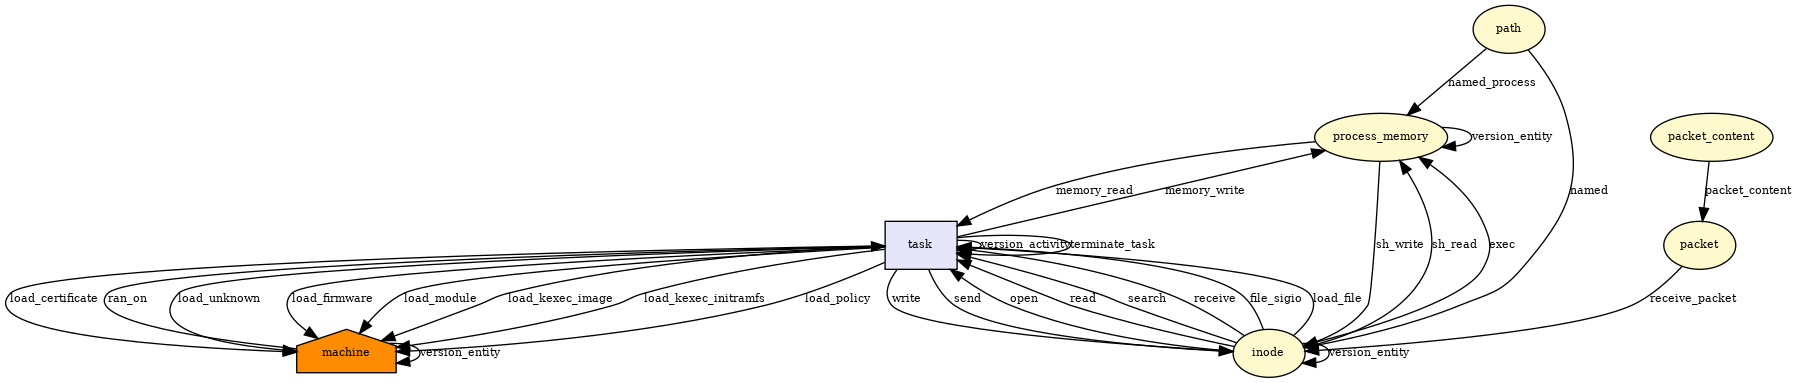 path
named_process
process_memory
version_entity
packet_content
memory_read
memory_write
sh_write
sh_read
exec
named
packet_content
task
version_activity
terminate_task
packet
load_certificate
ran_on
load_unknown
load_firmware
load_module
load_kexec_image
load_kexec_initramfs
load_policy
write
send
open
read
search
receive
file_sigio
load_file
receive_packet
machine
version_entity
inode
version_entity